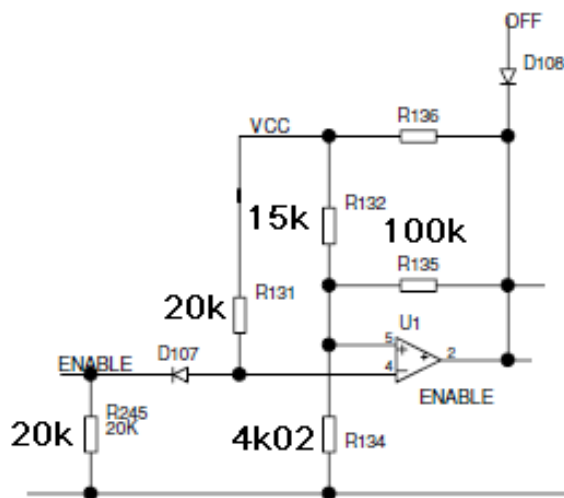 OFF
D108
VCC
R136
15k
R132
100k
R135
20k
R131
U1
5
+
+
2
4
-
ENABLE
D107
ENABLE
20k
R245
20K
4k02
R134